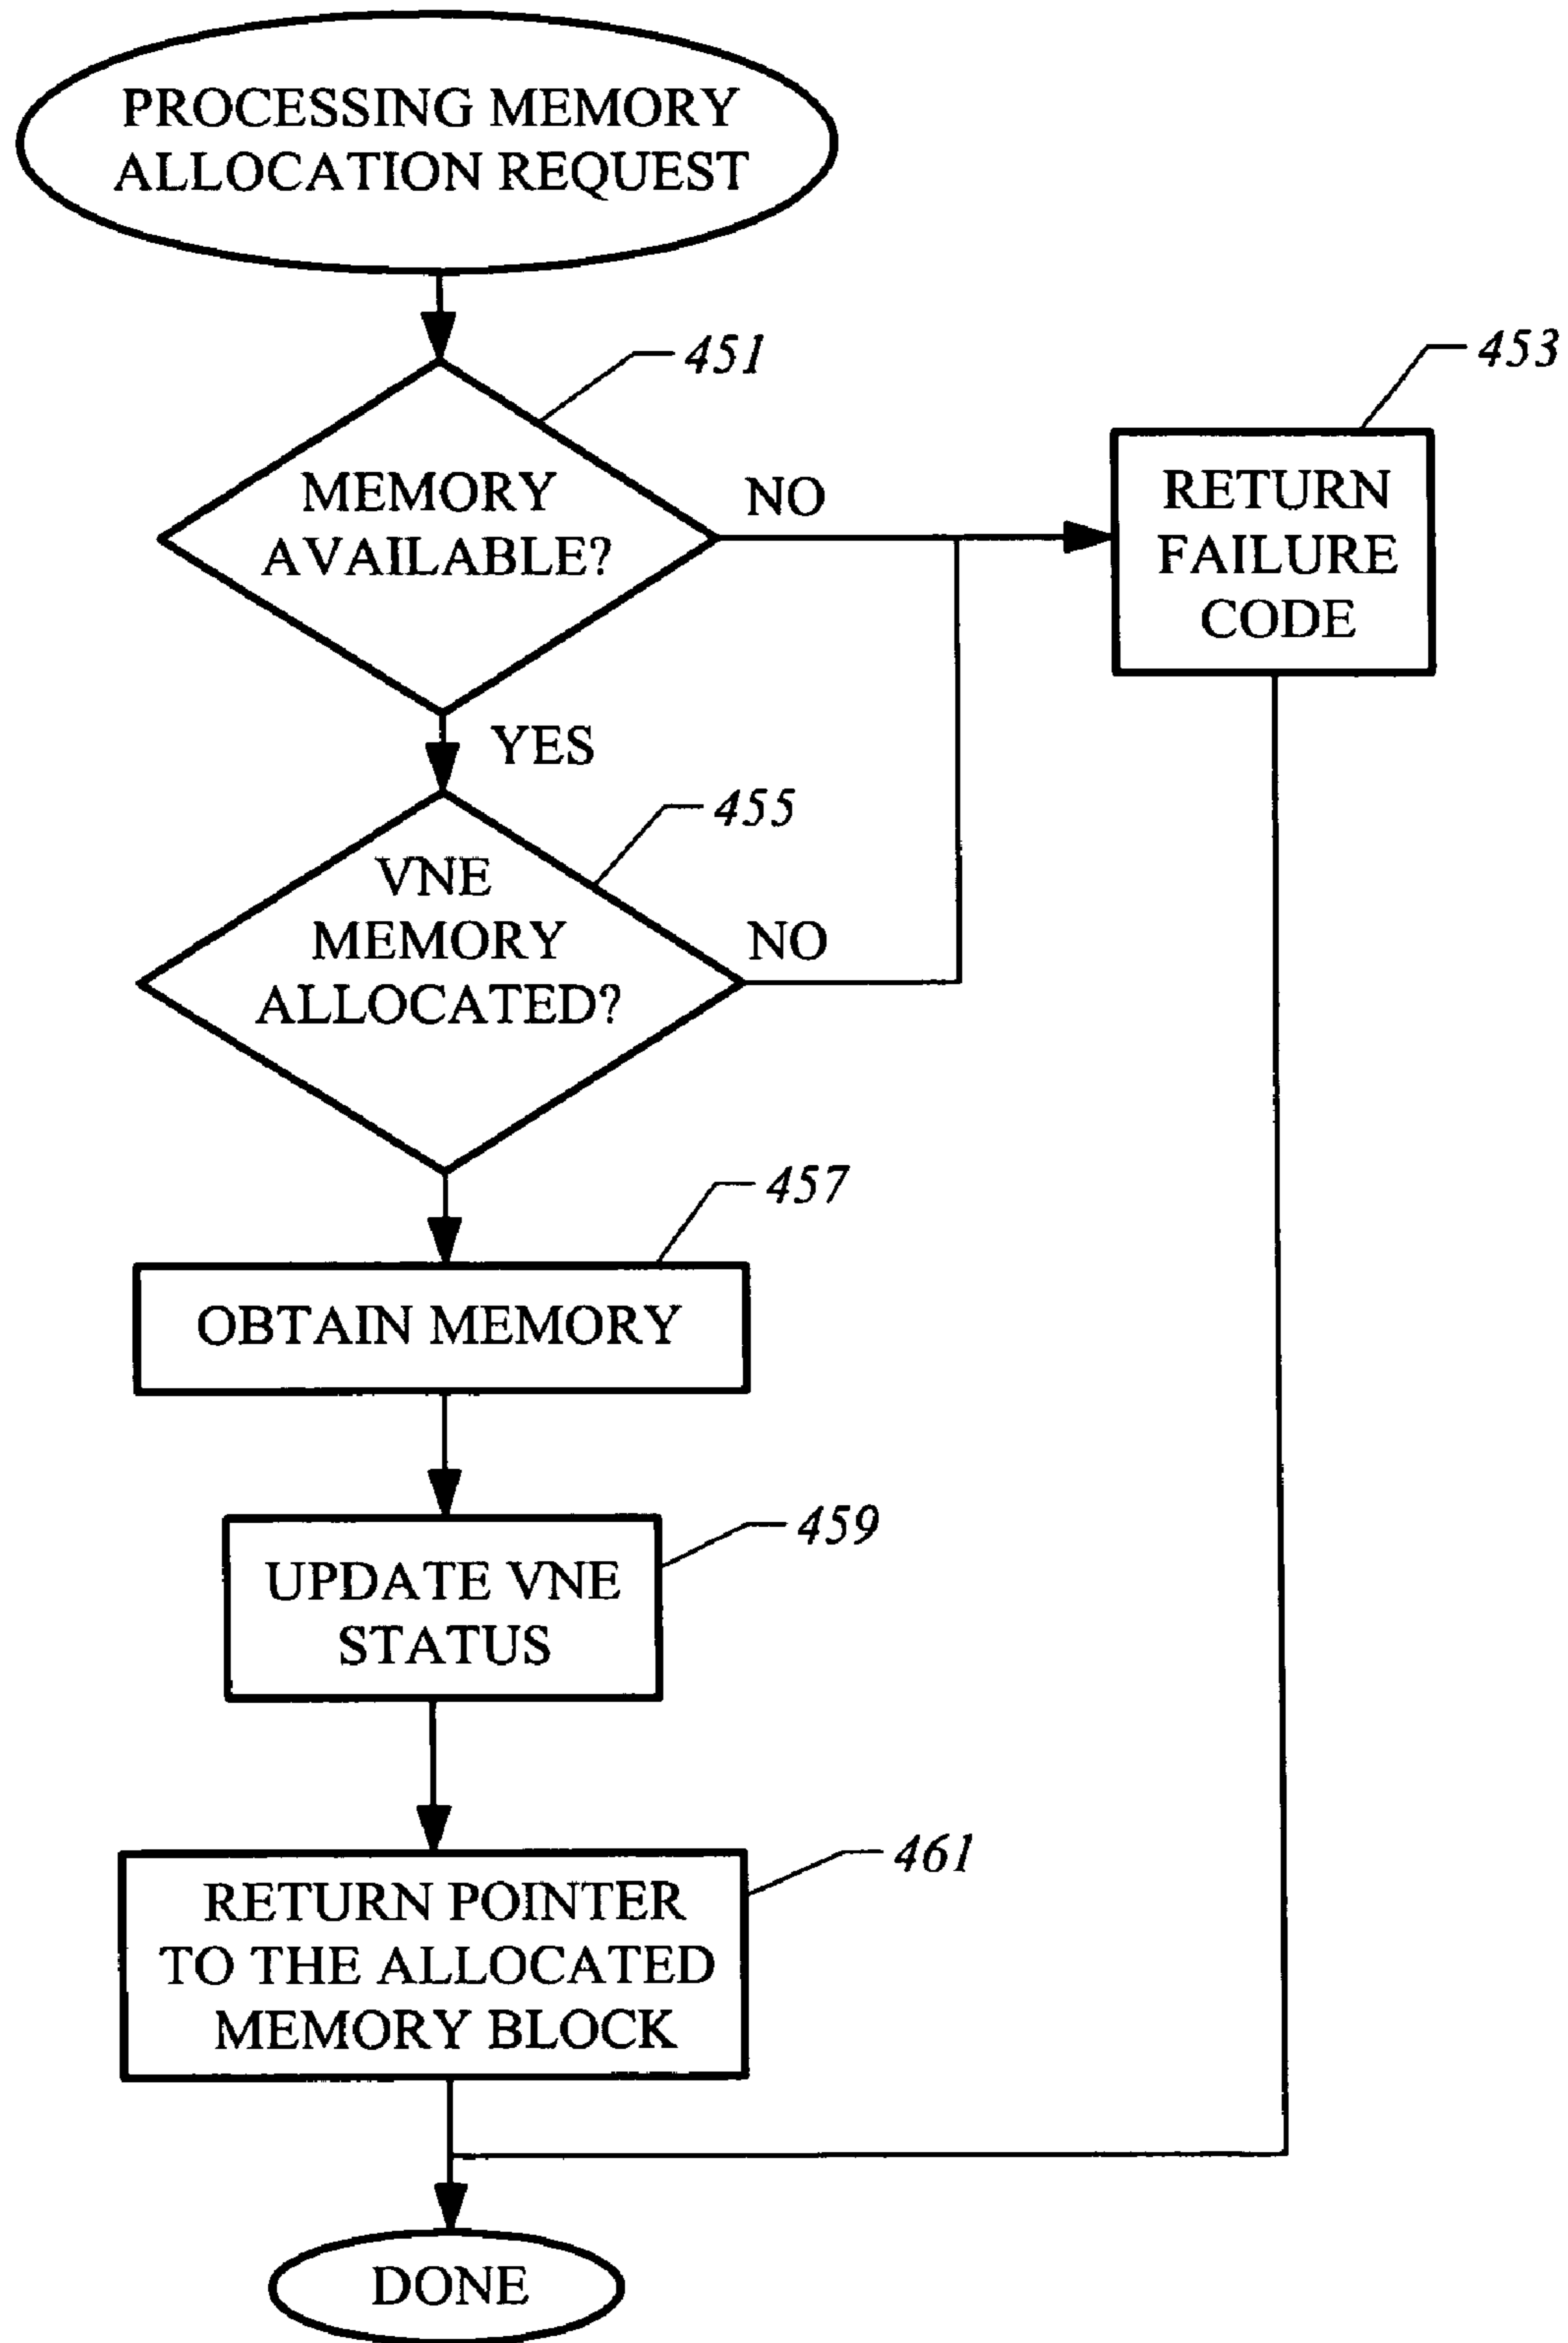 PROCESSING MEMORY
ALLOCATION REQUEST
451
MEMORY
AVAILABLE?
NO
453
RETURN
FAILURE
CODE
YES
455
VNE
MEMORY
ALLOCATED?
NO
457
OBTAIN MEMORY
459
UPDATE VNE
STATUS
461
RETURN POINTER
TO THE ALLOCATED
MEMORY BLOCK
DONE